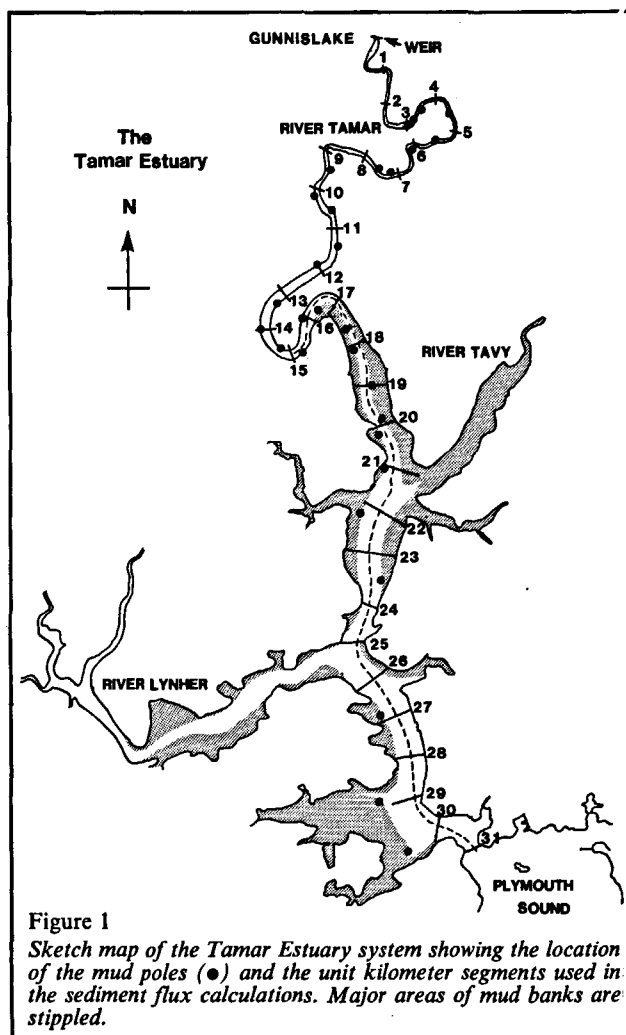 GUNNISLAKE
WEIR
1
2
3
4
5
RIVER TAMAR
6
7
8
9
The
Tamar Estuary
N
10
11
12
13
14
15
16
17
18
RIVER TAVY
19
20
21
22
23
24
25
RIVER LYNHER
26
27
28
29
30
31
PLYMOUTH
SOUND
Figure 1
Sketch map of the Tamar Estuary system showing the location
of the mud poles (●) and the unit kilometer segments used in
the sediment flux calculations. Major areas of mud banks are
stippled.